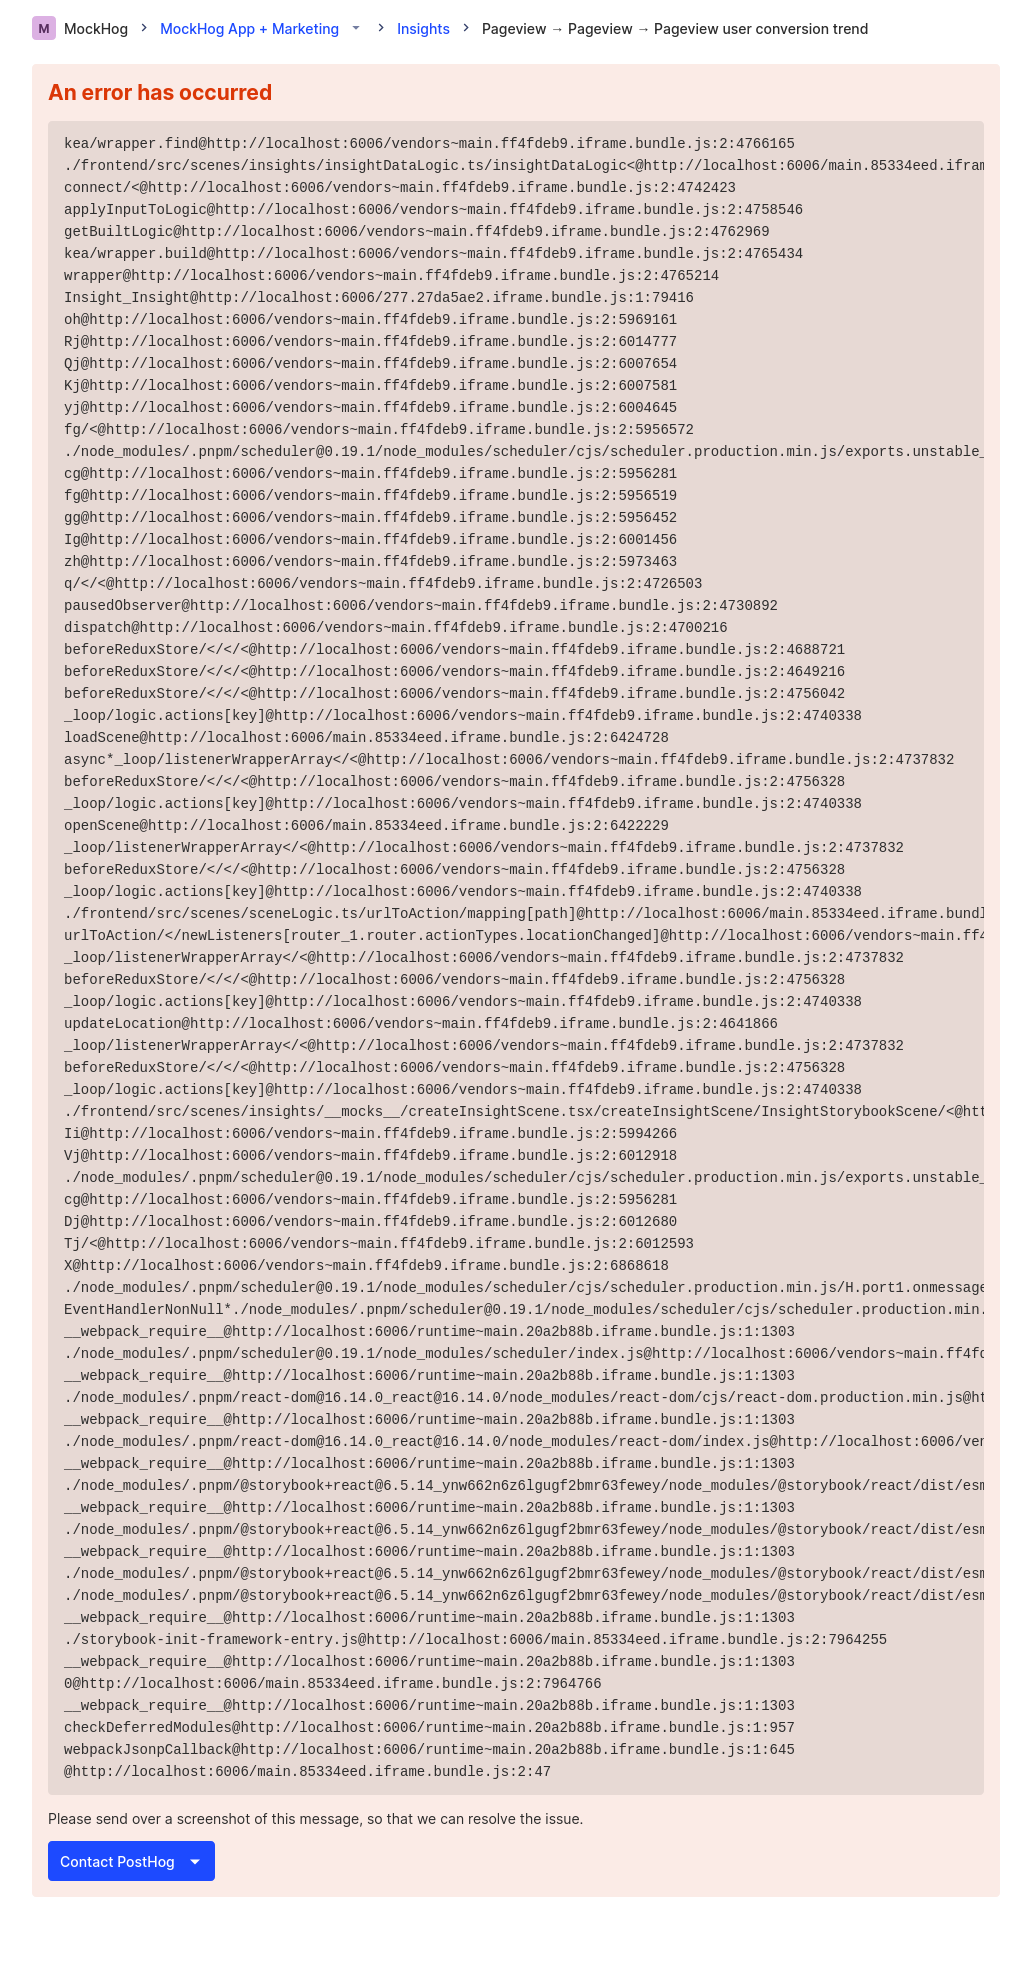 M MockHog > MockHog App + Marketing > Insights > Pageview → Pageview → Pageview user conversion trend
An error has occurred
kea/wrapper.find@http://localhost:6006/vendors~main.ff4fdeb9.iframe.bundle.js:2:4766165
./frontend/src/scenes/insights/insightDataLogic.ts/insightDataLogic<@http://localhost:6006/main.85334eed.ifram
connect/<@http://localhost:6006/vendors~main.ff4fdeb9.iframe.bundle.js:2:4742423
applyInputToLogic@http://localhost:6006/vendors~main.ff4fdeb9.iframe.bundle.js:2:4758546
getBuiltLogic@http://localhost:6006/vendors~main.ff4fdeb9.iframe.bundle.js:2:4762969
kea/wrapper.build@http://localhost:6006/vendors~main.ff4fdeb9.iframe.bundle.js:2:4765434
wrapper@http://localhost:6006/vendors~main.ff4fdeb9.iframe.bundle.js:2:4765214
Insight_Insight@http://localhost:6006/277.27da5ae2.iframe.bundle.js:1:79416
oh@http://localhost:6006/vendors~main.ff4fdeb9.iframe.bundle.js:2:5969161
Rj@http://localhost:6006/vendors~main.ff4fdeb9.iframe.bundle.js:2:6014777
Qj@http://localhost:6006/vendors~main.ff4fdeb9.iframe.bundle.js:2:6007654
Kj@http://localhost:6006/vendors~main.ff4fdeb9.iframe.bundle.js:2:6007581
yj@http://localhost:6006/vendors~main.ff4fdeb9.iframe.bundle.js:2:6004645
fg/<@http://localhost:6006/vendors~main.ff4fdeb9.iframe.bundle.js:2:5956572
./node_modules/.pnpm/scheduler@0.19.1/node_modules/scheduler/cjs/scheduler.production.min.js/exports.unstable_
cg@http://localhost:6006/vendors~main.ff4fdeb9.iframe.bundle.js:2:5956281
fg@http://localhost:6006/vendors~main.ff4fdeb9.iframe.bundle.js:2:5956519
gg@http://localhost:6006/vendors~main.ff4fdeb9.iframe.bundle.js:2:5956452
Ig@http://localhost:6006/vendors~main.ff4fdeb9.iframe.bundle.js:2:6001456
zh@http://localhost:6006/vendors~main.ff4fdeb9.iframe.bundle.js:2:5973463
q/</<@http://localhost:6006/vendors~main.ff4fdeb9.iframe.bundle.js:2:4726503
pausedObserver@http://localhost:6006/vendors~main.ff4fdeb9.iframe.bundle.js:2:4730892
dispatch@http://localhost:6006/vendors~main.ff4fdeb9.iframe.bundle.js:2:4700216
beforeReduxStore/</</<@http://localhost:6006/vendors~main.ff4fdeb9.iframe.bundle.js:2:4688721
beforeReduxStore/</</<@http://localhost:6006/vendors~main.ff4fdeb9.iframe.bundle.js:2:4649216
beforeReduxStore/</</<@http://localhost:6006/vendors~main.ff4fdeb9.iframe.bundle.js:2:4756042
_loop/logic.actions[key]@http://localhost:6006/vendors~main.ff4fdeb9.iframe.bundle.js:2:4740338
loadScene@http://localhost:6006/main.85334eed.iframe.bundle.js:2:6424728
async*_loop/listenerWrapperArray</<@http://localhost:6006/vendors~main.ff4fdeb9.iframe.bundle.js:2:4737832
beforeReduxStore/</</<@http://localhost:6006/vendors~main.ff4fdeb9.iframe.bundle.js:2:4756328
_loop/logic.actions[key]@http://localhost:6006/vendors~main.ff4fdeb9.iframe.bundle.js:2:4740338
openScene@http://localhost:6006/main.85334eed.iframe.bundle.js:2:6422229
_loop/listenerWrapperArray</<@http://localhost:6006/vendors~main.ff4fdeb9.iframe.bundle.js:2:4737832
beforeReduxStore/</</<@http://localhost:6006/vendors~main.ff4fdeb9.iframe.bundle.js:2:4756328
_loop/logic.actions[key]@http://localhost:6006/vendors~main.ff4fdeb9.iframe.bundle.js:2:4740338
./frontend/src/scenes/sceneLogic.ts/urlToAction/mapping[path]@http://localhost:6006/main.85334eed.iframe.bundl
urlToAction/</newListeners[router_1.router.actionTypes.locationChanged]@http://localhost:6006/vendors~main.ff4
_loop/listenerWrapperArray</<@http://localhost:6006/vendors~main.ff4fdeb9.iframe.bundle.js:2:4737832
beforeReduxStore/</</<@http://localhost:6006/vendors~main.ff4fdeb9.iframe.bundle.js:2:4756328
_loop/logic.actions[key]@http://localhost:6006/vendors~main.ff4fdeb9.iframe.bundle.js:2:4740338
updateLocation@http://localhost:6006/vendors~main.ff4fdeb9.iframe.bundle.js:2:4641866
_loop/listenerWrapperArray</<@http://localhost:6006/vendors~main.ff4fdeb9.iframe.bundle.js:2:4737832
beforeReduxStore/</</<@http://localhost:6006/vendors~main.ff4fdeb9.iframe.bundle.js:2:4756328
_loop/logic.actions[key]@http://localhost:6006/vendors~main.ff4fdeb9.iframe.bundle.js:2:4740338
./frontend/src/scenes/insights/__mocks__/createInsightScene.tsx/createInsightScene/InsightStorybookScene/<@htt
Ii@http://localhost:6006/vendors~main.ff4fdeb9.iframe.bundle.js:2:5994266
Vj@http://localhost:6006/vendors~main.ff4fdeb9.iframe.bundle.js:2:6012918
./node_modules/.pnpm/scheduler@0.19.1/node_modules/scheduler/cjs/scheduler.production.min.js/exports.unstable_
cg@http://localhost:6006/vendors~main.ff4fdeb9.iframe.bundle.js:2:5956281
Dj@http://localhost:6006/vendors~main.ff4fdeb9.iframe.bundle.js:2:6012680
Tj/<@http://localhost:6006/vendors~main.ff4fdeb9.iframe.bundle.js:2:6012593
X@http://localhost:6006/vendors~main.ff4fdeb9.iframe.bundle.js:2:6868618
./node_modules/.pnpm/scheduler@0.19.1/node_modules/scheduler/cjs/scheduler.production.min.js/H.port1.onmessage
EventHandlerNonNull*./node_modules/.pnpm/scheduler@0.19.1/node_modules/scheduler/cjs/scheduler.production.min.
__webpack_require__@http://localhost:6006/runtime~main.20a2b88b.iframe.bundle.js:1:1303
./node_modules/.pnpm/scheduler@0.19.1/node_modules/scheduler/index.js@http://localhost:6006/vendors~main.ff4fd
__webpack_require__@http://localhost:6006/runtime~main.20a2b88b.iframe.bundle.js:1:1303
./node_modules/.pnpm/react-dom@16.14.0_react@16.14.0/node_modules/react-dom/cjs/react-dom.production.min.js@ht
__webpack_require__@http://localhost:6006/runtime~main.20a2b88b.iframe.bundle.js:1:1303
./node_modules/.pnpm/react-dom@16.14.0_react@16.14.0/node_modules/react-dom/index.js@http://localhost:6006/ven
__webpack_require__@http://localhost:6006/runtime~main.20a2b88b.iframe.bundle.js:1:1303
./node_modules/.pnpm/@storybook+react@6.5.14_ynw662n6z6lgugf2bmr63fewey/node_modules/@storybook/react/dist/esm
__webpack_require__@http://localhost:6006/runtime~main.20a2b88b.iframe.bundle.js:1:1303
./node_modules/.pnpm/@storybook+react@6.5.14_ynw662n6z6lgugf2bmr63fewey/node_modules/@storybook/react/dist/esm
__webpack_require__@http://localhost:6006/runtime~main.20a2b88b.iframe.bundle.js:1:1303
./node_modules/.pnpm/@storybook+react@6.5.14_ynw662n6z6lgugf2bmr63fewey/node_modules/@storybook/react/dist/esm
./node_modules/.pnpm/@storybook+react@6.5.14_ynw662n6z6lgugf2bmr63fewey/node_modules/@storybook/react/dist/esm
__webpack_require__@http://localhost:6006/runtime~main.20a2b88b.iframe.bundle.js:1:1303
./storybook-init-framework-entry.js@http://localhost:6006/main.85334eed.iframe.bundle.js:2:7964255
__webpack_require__@http://localhost:6006/runtime~main.20a2b88b.iframe.bundle.js:1:1303
0@http://localhost:6006/main.85334eed.iframe.bundle.js:2:7964766
__webpack_require__@http://localhost:6006/runtime~main.20a2b88b.iframe.bundle.js:1:1303
checkDeferredModules@http://localhost:6006/runtime~main.20a2b88b.iframe.bundle.js:1:957
webpackJsonpCallback@http://localhost:6006/runtime~main.20a2b88b.iframe.bundle.js:1:645
@http://localhost:6006/main.85334eed.iframe.bundle.js:2:47
Please send over a screenshot of this message, so that we can resolve the issue.
Contact PostHog